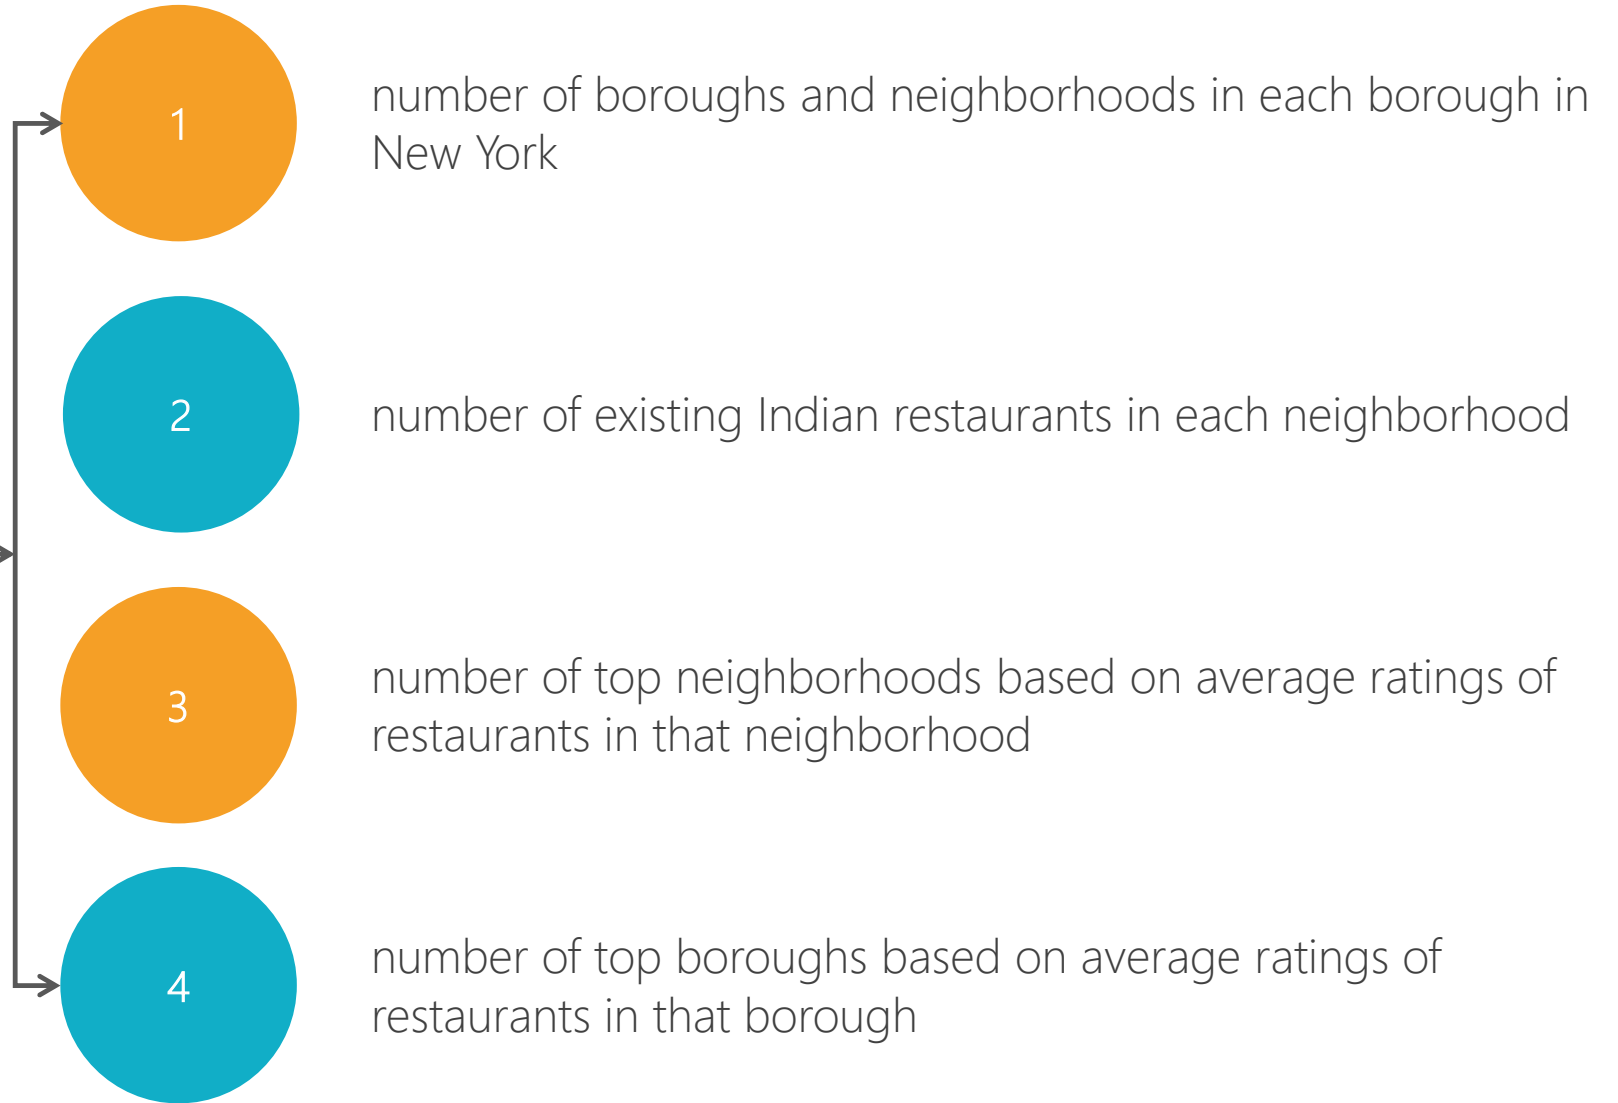 1
number of boroughs and neighborhoods in each borough in
New York
2
number of existing Indian restaurants in each neighborhood
3
number of top neighborhoods based on average ratings of
restaurants in that neighborhood
4
number of top boroughs based on average ratings of
restaurants in that borough